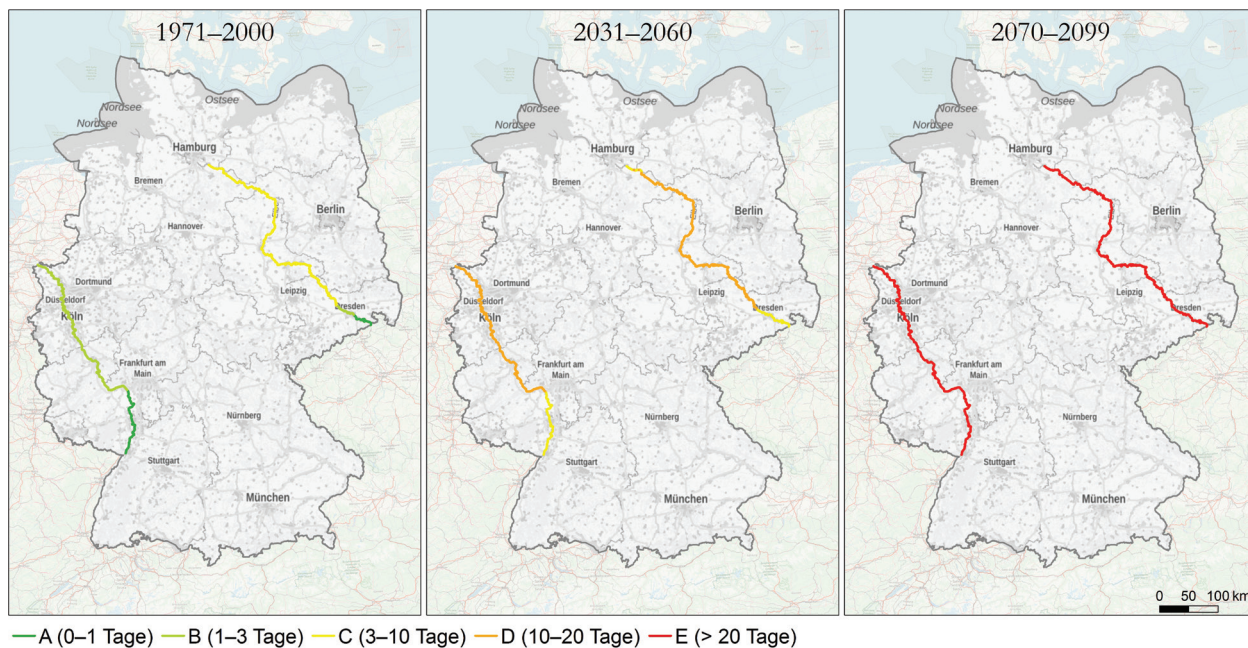 1971–2000
Nordsee
Ostsee
Nordsee
Hamburg
Bremen
Berlin
Hannover
Dortmund
Düsseldorf
Leipzig
Dresden
Köln
Frankfurt am
Main
Nürnberg
Stuttgart
München
2031–2060
Nordsee
Ostsee
Nordsee
Hamburg
Bremen
Berlin
Hannover
Dortmund
Düsseldorf
Leipzig
Dresden
Köln
Frankfurt am
Main
Nürnberg
Stuttgart
München
2070–2099
Nordsee
Ostsee
Nordsee
Hamburg
Bremen
Berlin
Hannover
Dortmund
Düsseldorf
Leipzig
Dresden
Köln
Frankfurt am
Main
Nürnberg
Stuttgart
München
0 50 100 km
A (0–1 Tage) B (1–3 Tage) C (3–10 Tage) D (10–20 Tage) E (> 20 Tage)